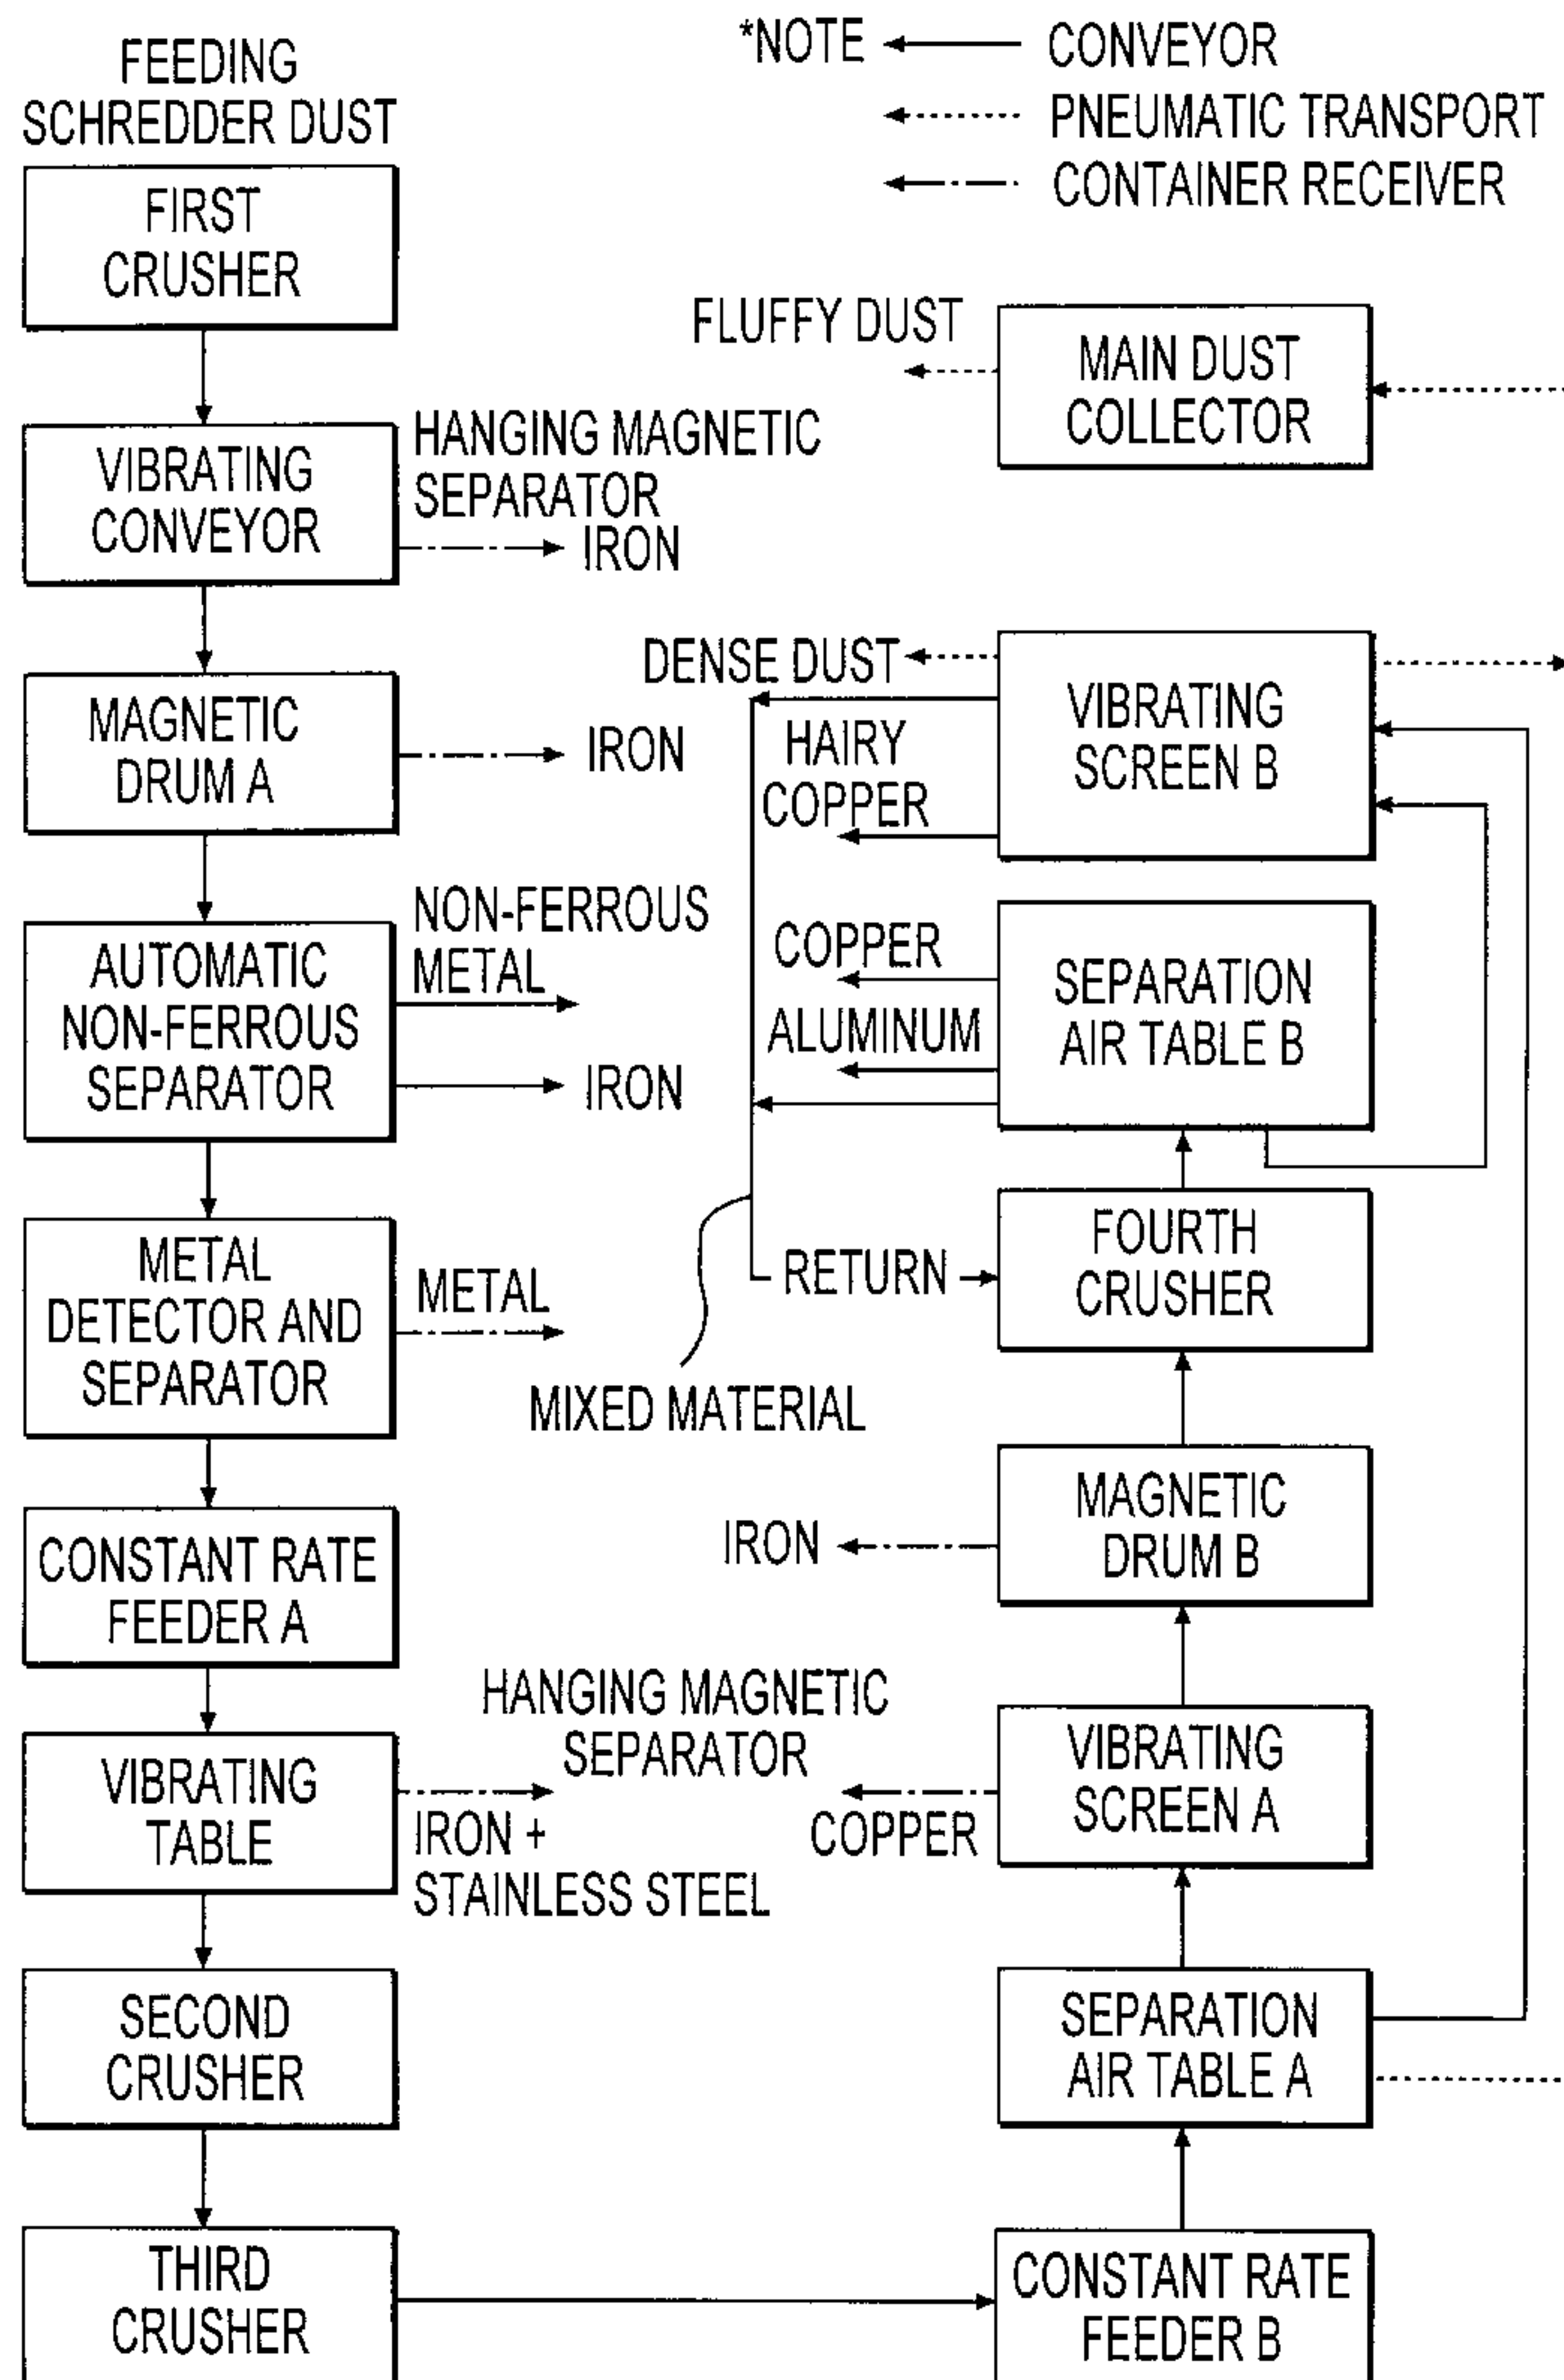 FEEDING
SCHREDDER DUST
FIRST
CRUSHER
VIBRATING
CONVEYOR
HANGING MAGNETIC
SEPARATOR
IRON
MAGNETIC
DRUM A
IRON
AUTOMATIC
NON-FERROUS
SEPARATOR
NON-FERROUS
METAL
IRON
METAL
DETECTOR AND
SEPARATOR
METAL
CONSTANT RATE
FEEDER A
VIBRATING
TABLE
HANGING MAGNETIC
SEPARATOR
IRON +
STAINLESS STEEL
SECOND
CRUSHER
THIRD
CRUSHER
*NOTE
CONVEYOR
PNEUMATIC TRANSPORT
CONTAINER RECEIVER
FLUFFY DUST
MAIN DUST
COLLECTOR
DENSE DUST
HAIRY
COPPER
VIBRATING
SCREEN B
COPPER
ALUMINUM
SEPARATION
AIR TABLE B
RETURN
FOURTH
CRUSHER
MIXED MATERIAL
IRON
MAGNETIC
DRUM B
COPPER
VIBRATING
SCREEN A
SEPARATION
AIR TABLE A
CONSTANT RATE
FEEDER B